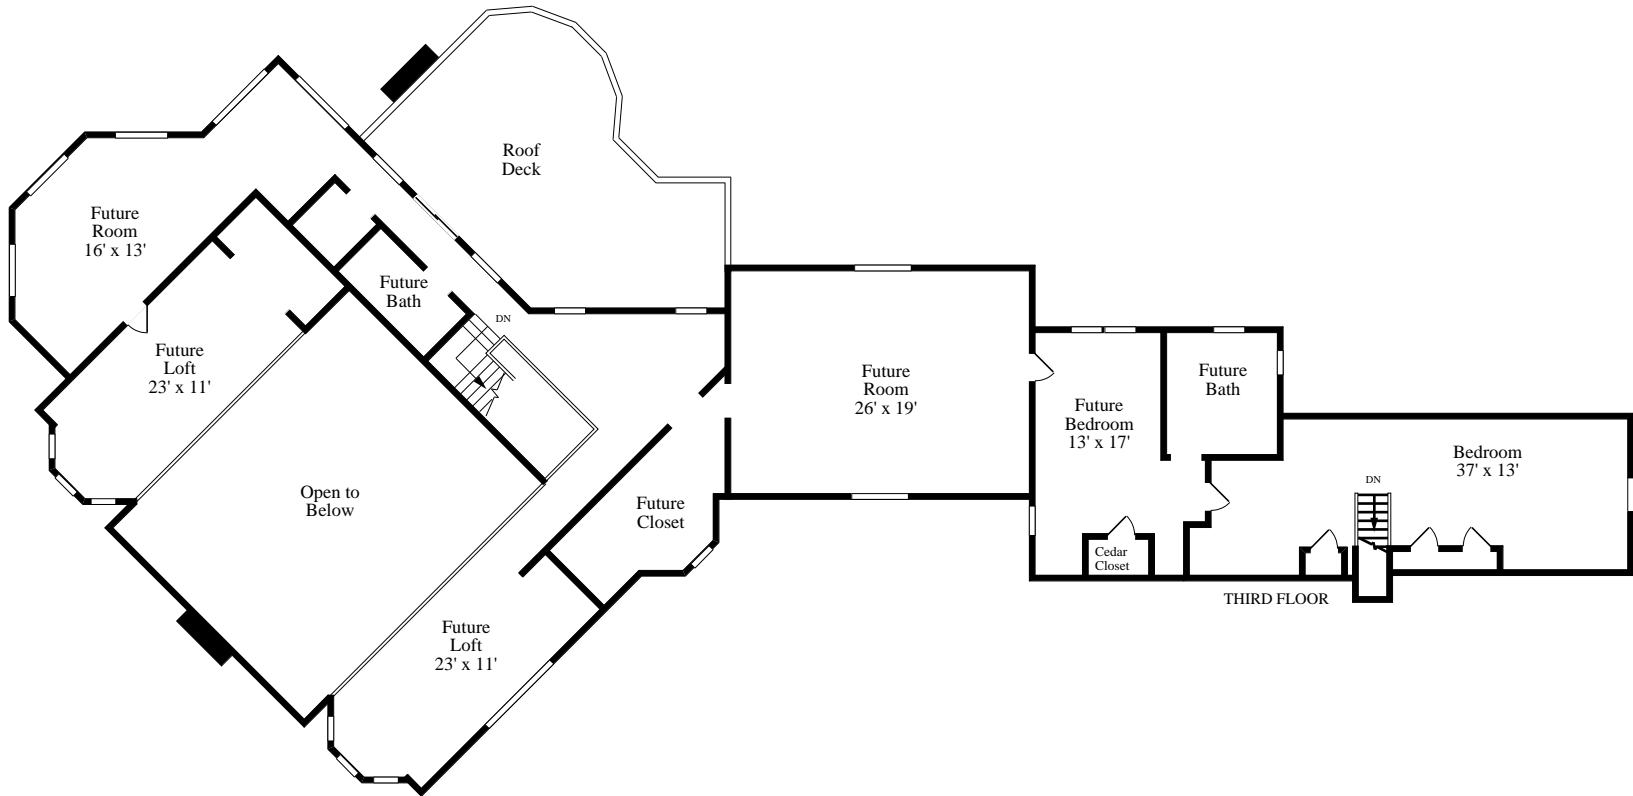 Roof
Deck
Future
Room
16' x 13'
Future
Bath
DN
Future
Loft
23' x 11'
Future
Room
26' x 19'
Future
Bath
Future
Bedroom
13' x 17'
Bedroom
37' x 13'
DN
Open to
Below
Future
Closet
Cedar
Closet
THIRD FLOOR
Future
Loft
23' x 11'